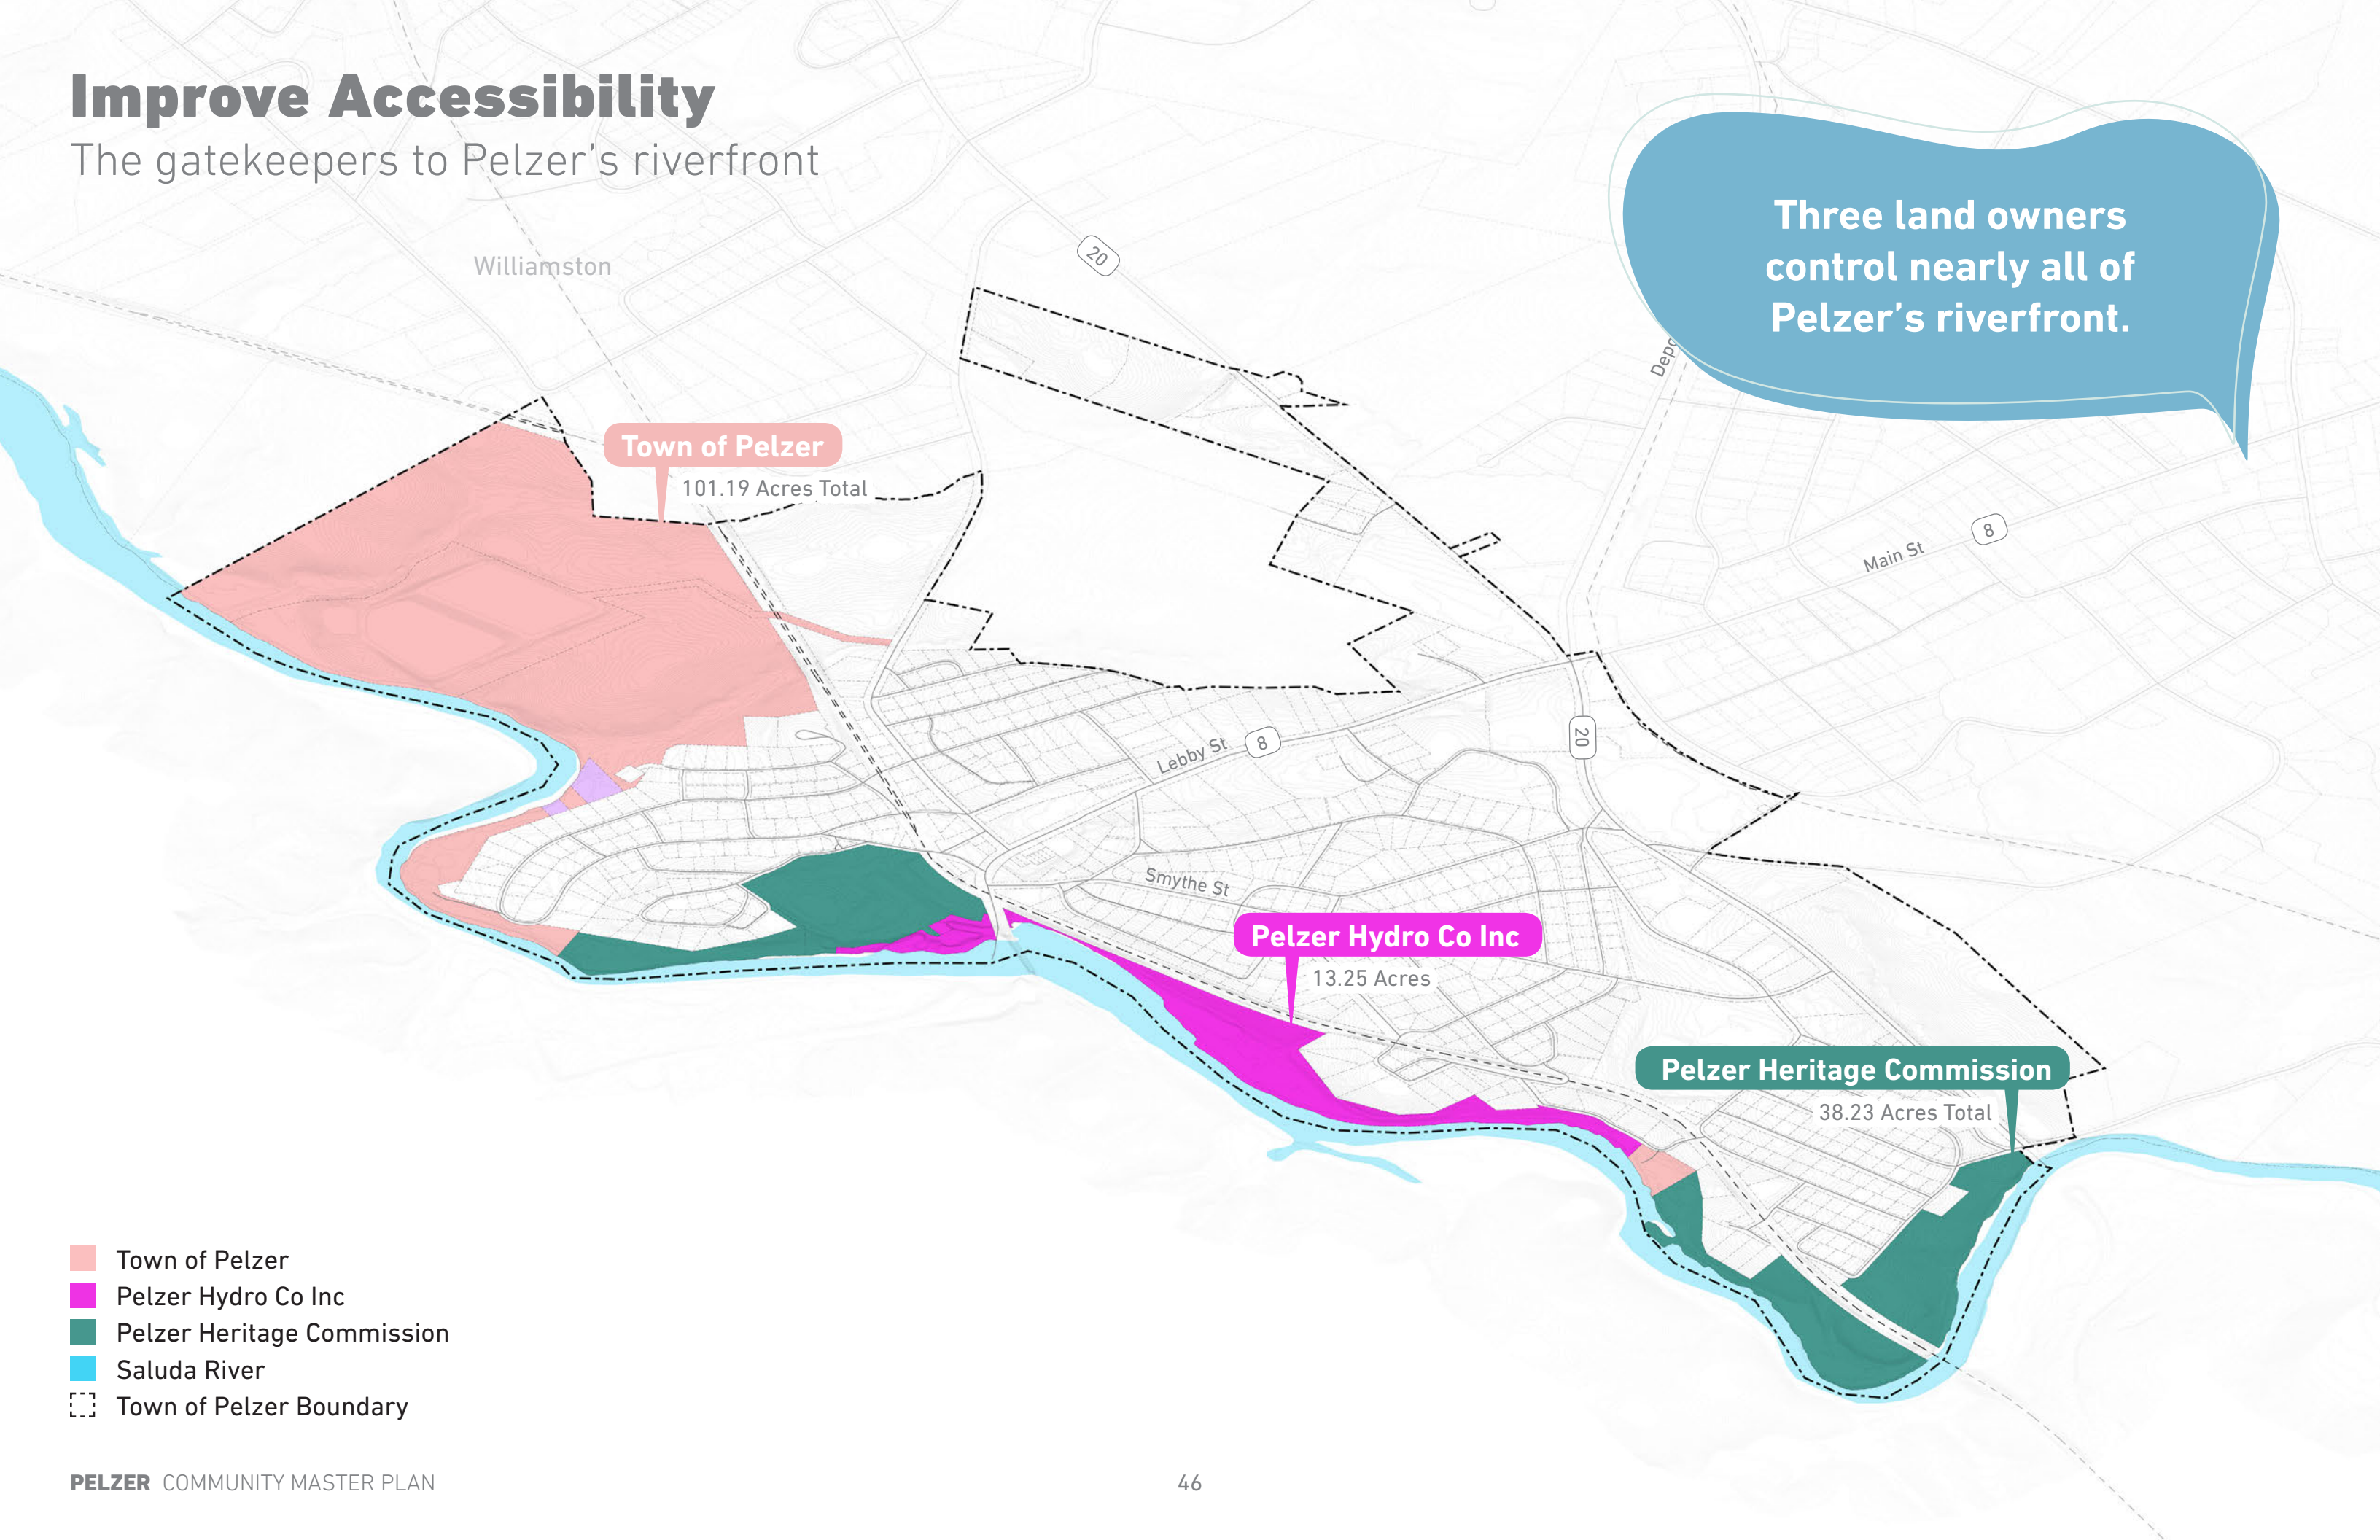 Improve Accessibility
The gatekeepers to Pelzer's riverfront
Three land owners
control nearly all of
Pelzer's riverfront.
Williamston
20
Town of Pelzer
101.19 Acres Total
8
Main St
20
Lebby St
8
Smythe St
Pelzer Hydro Co Inc
13.25 Acres
Pelzer Heritage Commission
38.23 Acres Total
Town of Pelzer
Pelzer Hydro Co Inc
Pelzer Heritage Commission
Saluda River
Town of Pelzer Boundary
PELZER COMMUNITY MASTER PLAN
46